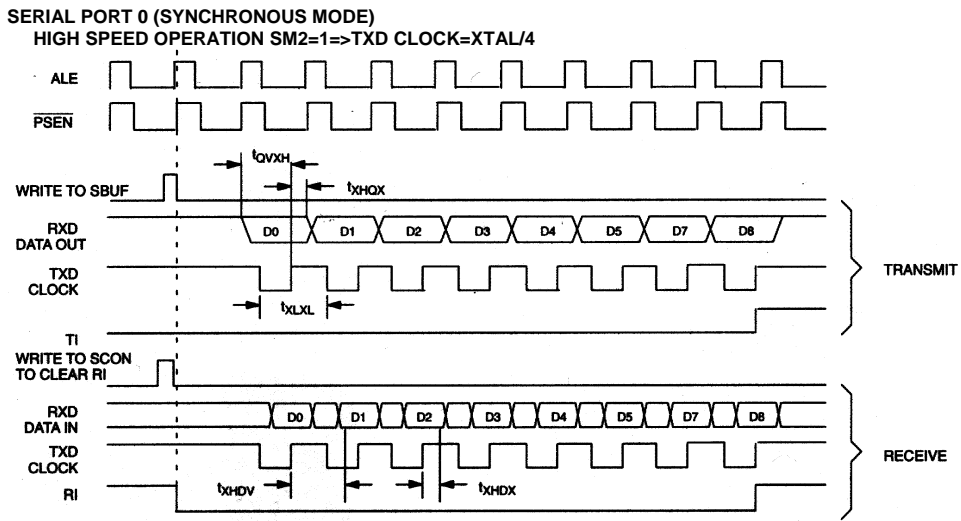 SERIAL PORT 0 (SYNCHRONOUS MODE)
HIGH SPEED OPERATION SM2=1=>TXD CLOCK=XTAL/4
ALE
PSEN
tQVXH
WRITE TO SBUF
tXHQX
RXD
DATA OUT
D0 D1 D2 D3 D4 D5 D7 D8
TXD
CLOCK
TRANSMIT
tXLXL
TI
WRITE TO SCON
TO CLEAR RI
RXD
DATA IN
D0 D1 D2 D3 D4 D5 D7 D8
TXD
CLOCK
RECEIVE
tXHDV
tXHDX
RI